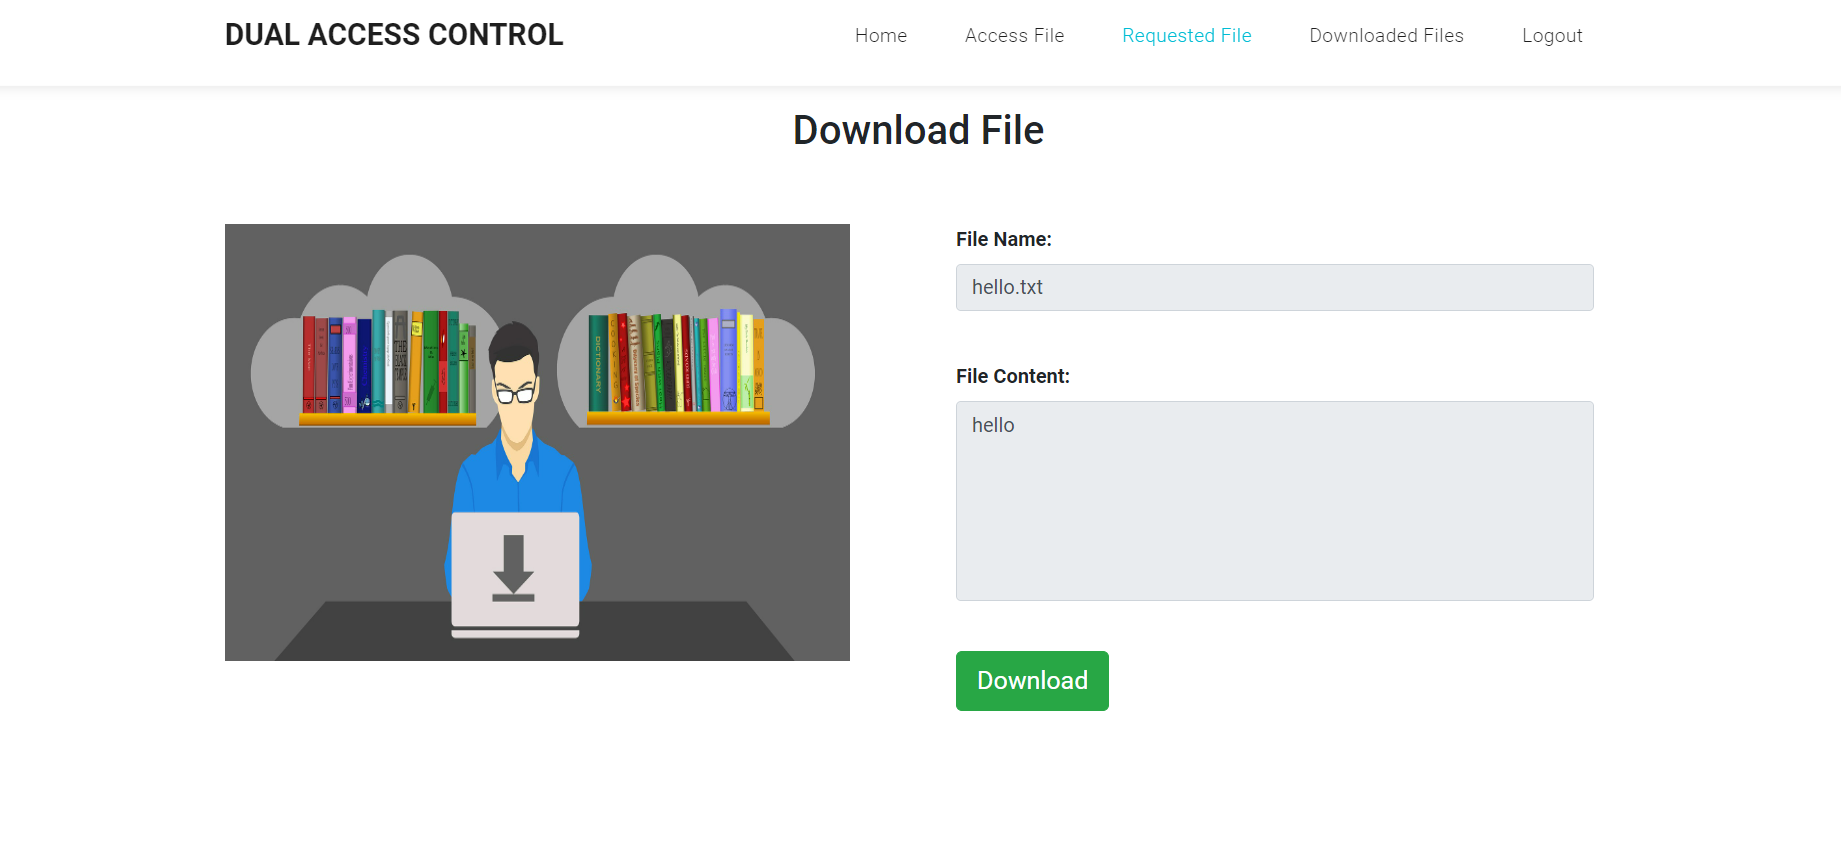 DUAL ACCESS CONTROL
Home Access File Requested File Downloaded Files Logout
Download File
DICTIONARY
File Name:
hello.txt
File Content:
hello
Download